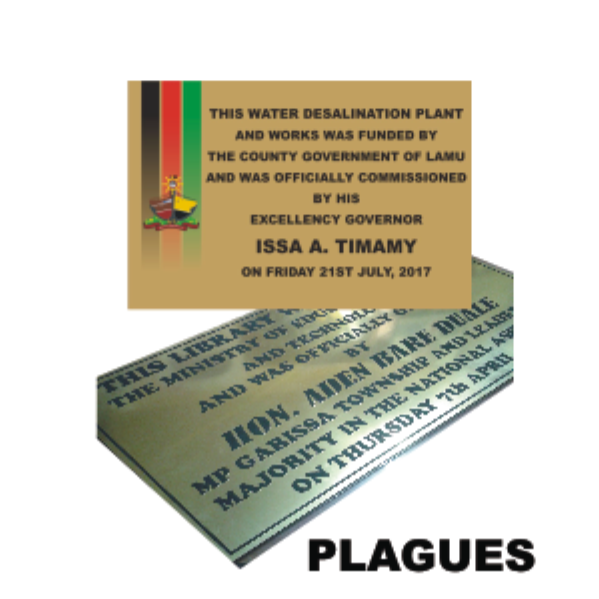 THIS WATER DESALINATION PLANT
AND WORKS WAS FUNDED BY
THE COUNTY GOVERNMENT OF LAMU
AND WAS OFFICIALLY COMMISSIONED
BY HIS
EXCELLENCY GOVERNOR
ISSA A. TIMAMY
ON FRIDAY 21ST JULY, 2017
THIS LIBRARY
THE MINISTRY OF
AND
AND WAS OFFICIALLY
BY
HON. ADEN BARE DUALE
MP GARISSA TOWNSHIP AND
MAJORITY IN THE NATIONAL
ON THURSDAY 7th APRIL
PLAGUES